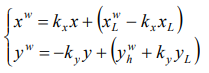 x^w = k_x x + (x_L^w − k_x x_L)
y^w = −k_y y + (y_h^w + k_y y_L)